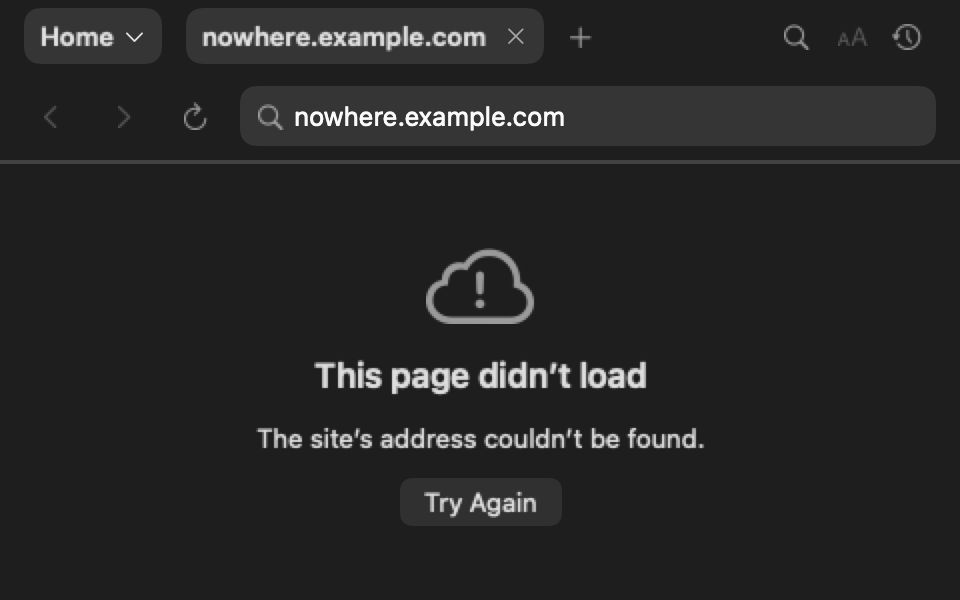 Home
nowhere.example.com
AA
nowhere.example.com
This page didn’t load
The site’s address couldn’t be found.
Try Again